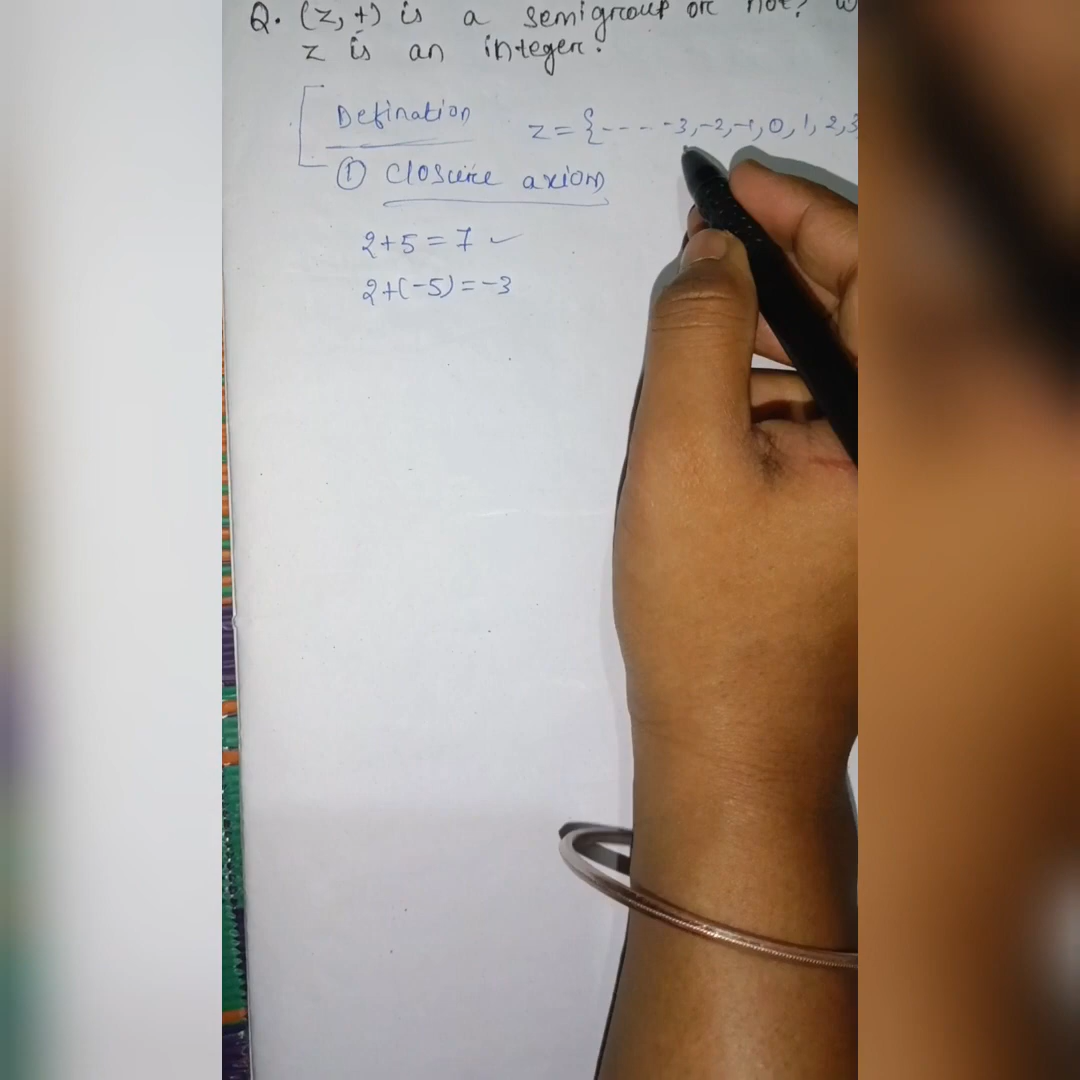 Q. (Z, +) is a semigroup or not?
Z is an integer.
Defination
Z = {---- -3, -2, -1, 0, 1, 2, 3
① Closure axiom
2+5 = 7 ✓
2+(-5) = -3